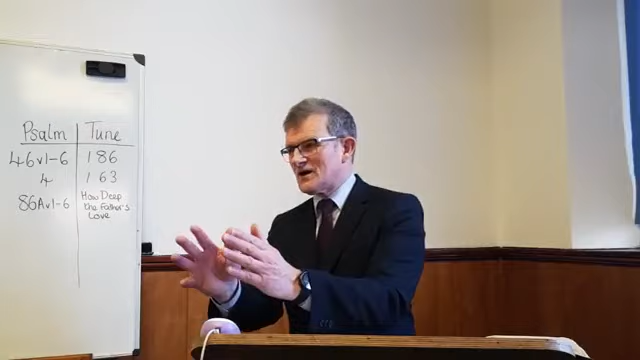 Psalm Tune
46v1-6 186
4 163
86Av1-6 How Deep
the Father's
Love